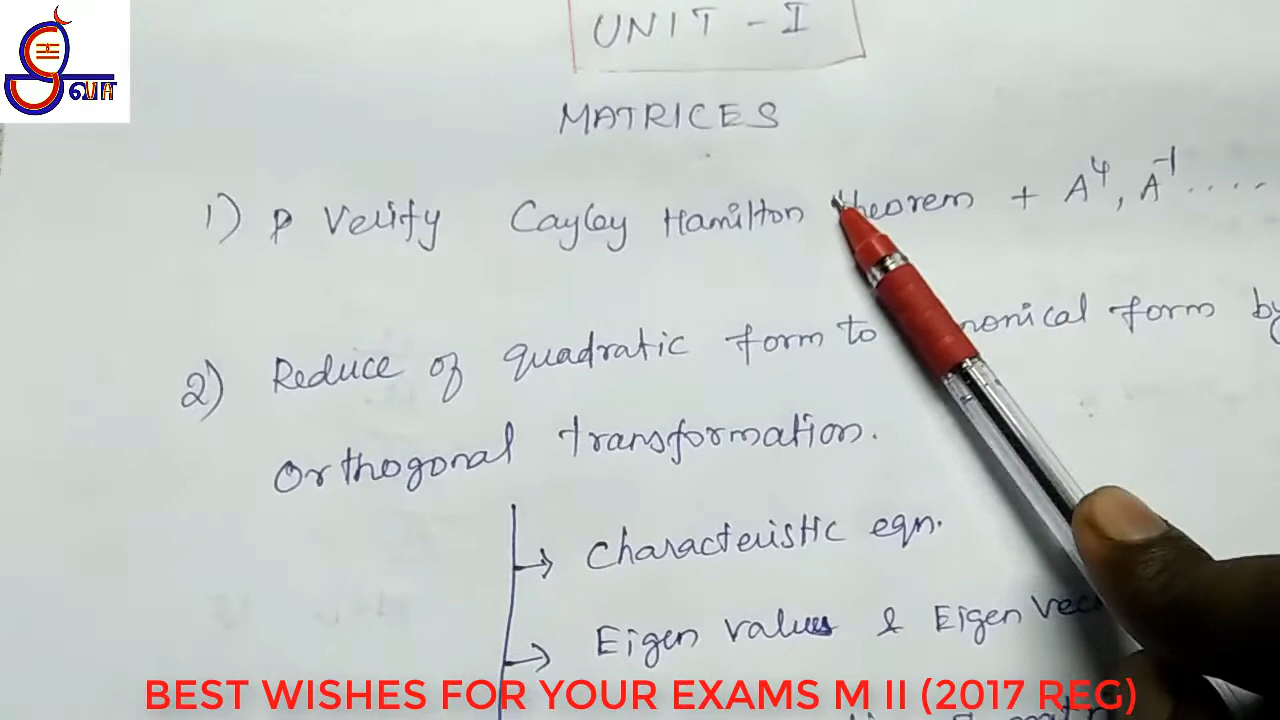 சிவா
UNIT - I
MATRICES
1) Verify Cayley Hamilton theorem + A⁴, A⁻¹.....
2) Reduce of quadratic form to form by
Orthogonal transformation.
→ Characteristic eqn.
→ Eigen values & Eigen
BEST WISHES FOR YOUR EXAMS M II (2017 REG)